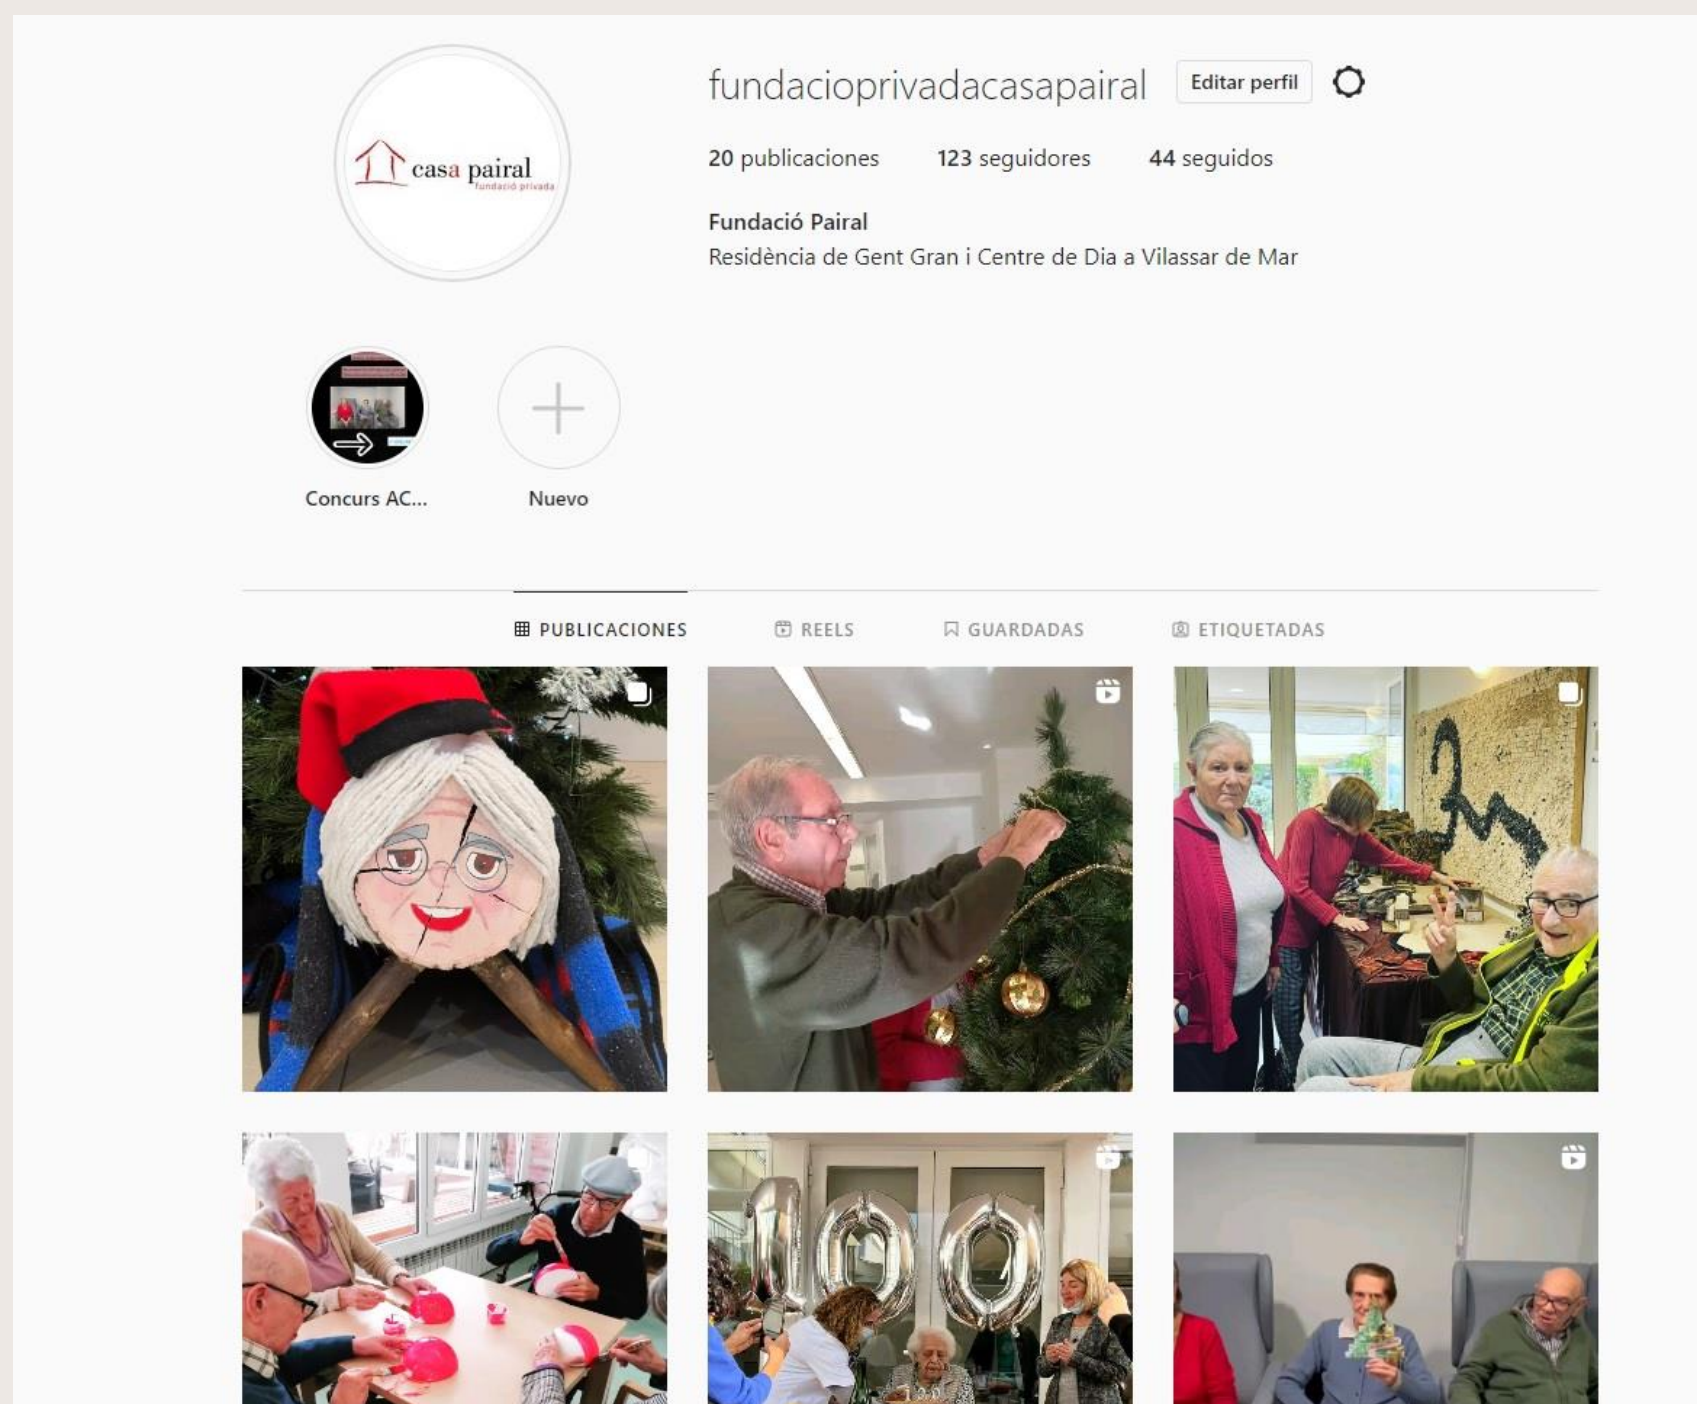 casa pairal
fundació privada
fundacioprivadacasapairal
Editar perfil
20 publicaciones 123 seguidores 44 seguidos
Fundació Pairal
Residència de Gent Gran i Centre de Dia a Vilassar de Mar
Concurs AC...
Nuevo
PUBLICACIONES
REELS
GUARDADAS
ETIQUETADAS
100